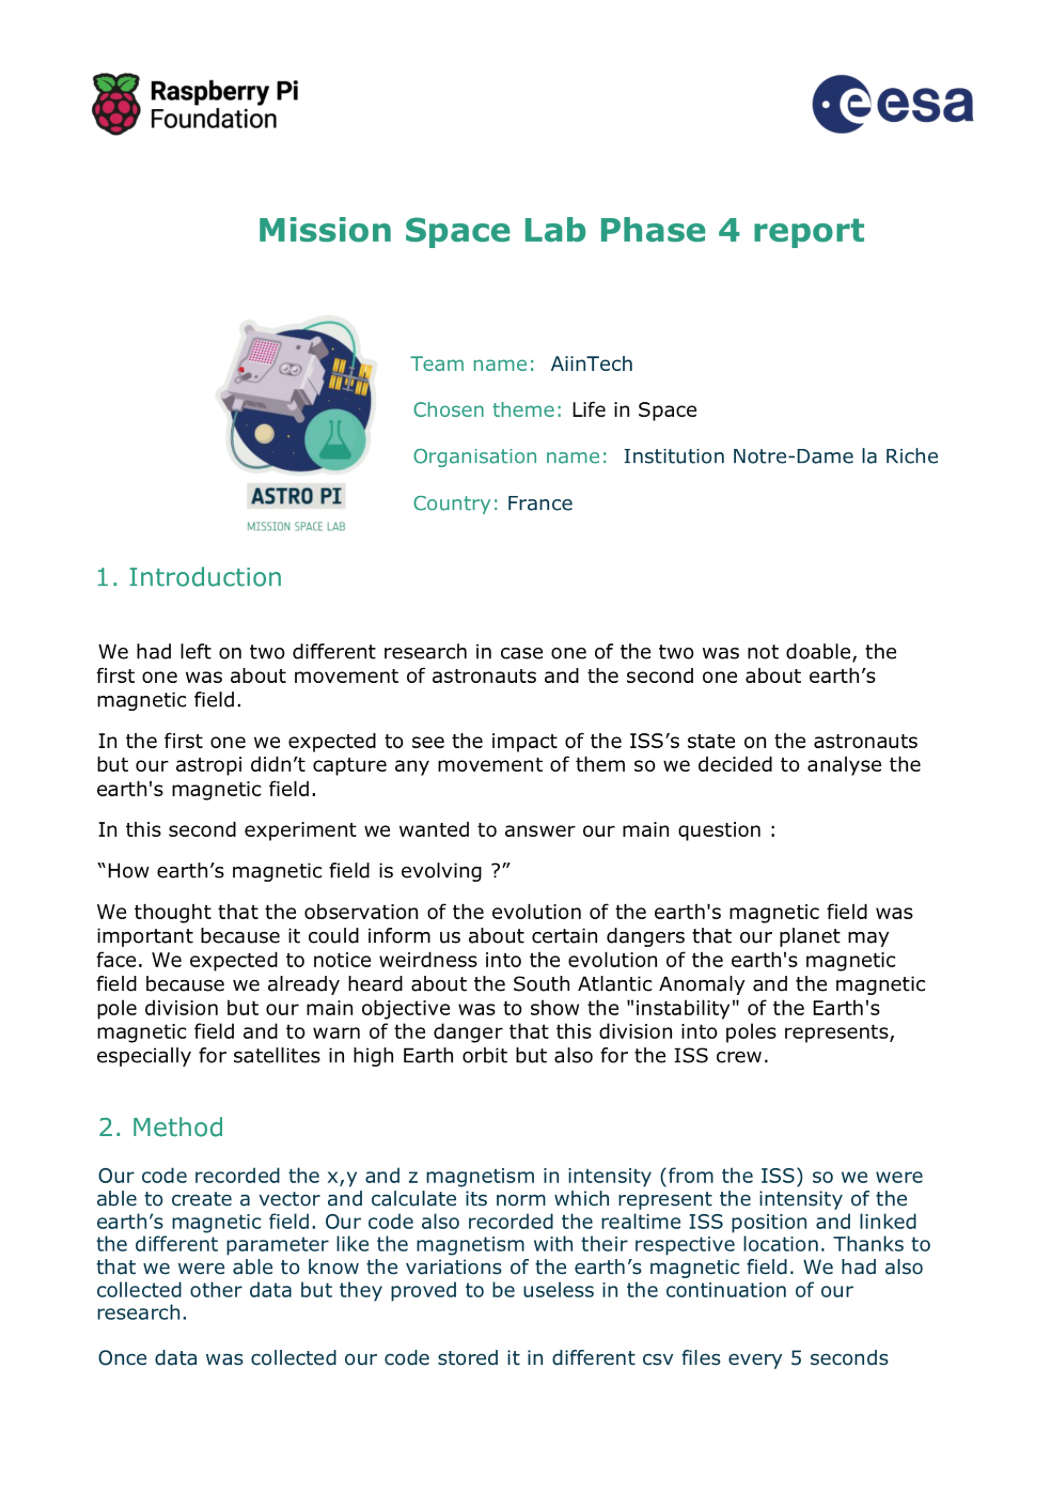 Raspberry Pi
Foundation
eesa
Mission Space Lab Phase 4 report
Team name: AiinTech
Chosen theme: Life in Space
Organisation name: Institution Notre-Dame la Riche
Country: France
ASTRO PI
MISSION SPACE LAB
1. Introduction
We had left on two different research in case one of the two was not doable, the
first one was about movement of astronauts and the second one about earth’s
magnetic field.
In the first one we expected to see the impact of the ISS’s state on the astronauts
but our astropi didn’t capture any movement of them so we decided to analyse the
earth's magnetic field.
In this second experiment we wanted to answer our main question :
“How earth’s magnetic field is evolving ?”
We thought that the observation of the evolution of the earth's magnetic field was
important because it could inform us about certain dangers that our planet may
face. We expected to notice weirdness into the evolution of the earth's magnetic
field because we already heard about the South Atlantic Anomaly and the magnetic
pole division but our main objective was to show the "instability" of the Earth's
magnetic field and to warn of the danger that this division into poles represents,
especially for satellites in high Earth orbit but also for the ISS crew.
2. Method
Our code recorded the x,y and z magnetism in intensity (from the ISS) so we were
able to create a vector and calculate its norm which represent the intensity of the
earth’s magnetic field. Our code also recorded the realtime ISS position and linked
the different parameter like the magnetism with their respective location. Thanks to
that we were able to know the variations of the earth’s magnetic field. We had also
collected other data but they proved to be useless in the continuation of our
research.
Once data was collected our code stored it in different csv files every 5 seconds